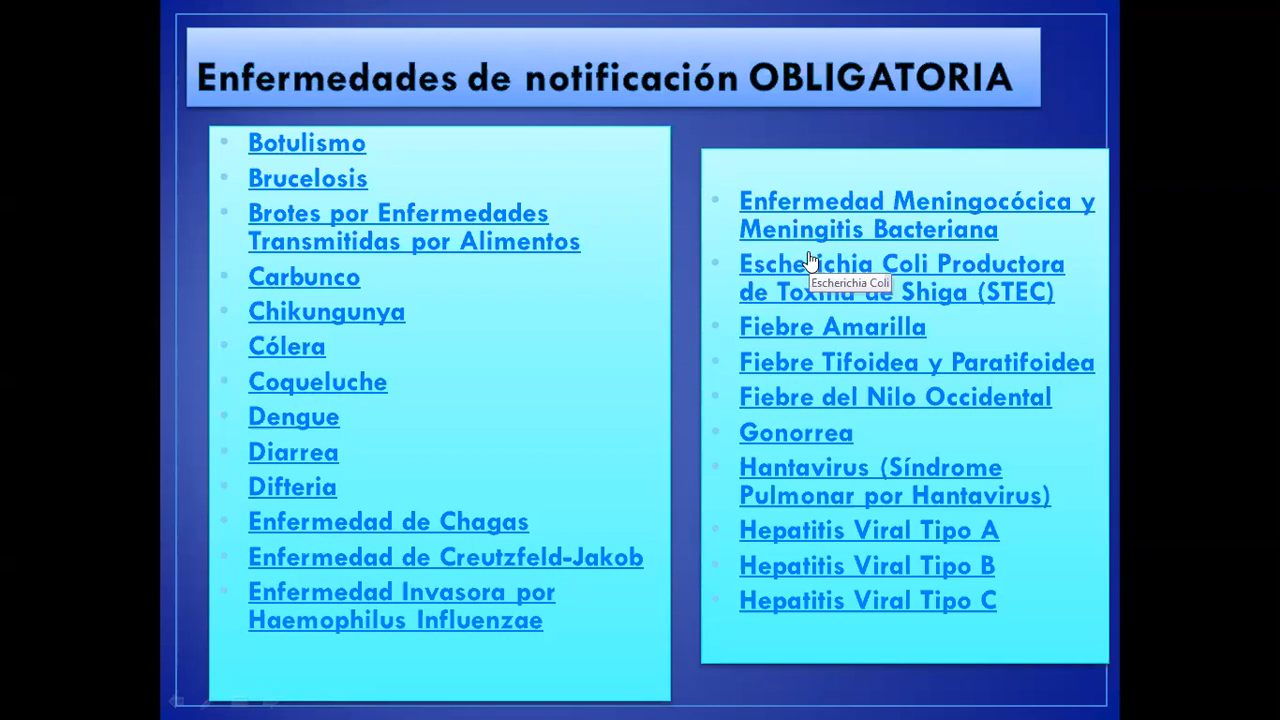 Enfermedades de notificación OBLIGATORIA
• Botulismo
• Brucelosis
• Brotes por Enfermedades
Transmitidas por Alimentos
• Carbunco
• Chikungunya
• Cólera
• Coqueluche
• Dengue
• Diarrea
• Difteria
• Enfermedad de Chagas
• Enfermedad de Creutzfeld-Jakob
• Enfermedad Invasora por
Haemophilus Influenzae
• Enfermedad Meningocócica y
Meningitis Bacteriana
• Escherichia Coli Productora
de Toxina de Shiga (STEC)
Escherichia Coli
• Fiebre Amarilla
• Fiebre Tifoidea y Paratifoidea
• Fiebre del Nilo Occidental
• Gonorrea
• Hantavirus (Síndrome
Pulmonar por Hantavirus)
• Hepatitis Viral Tipo A
• Hepatitis Viral Tipo B
• Hepatitis Viral Tipo C